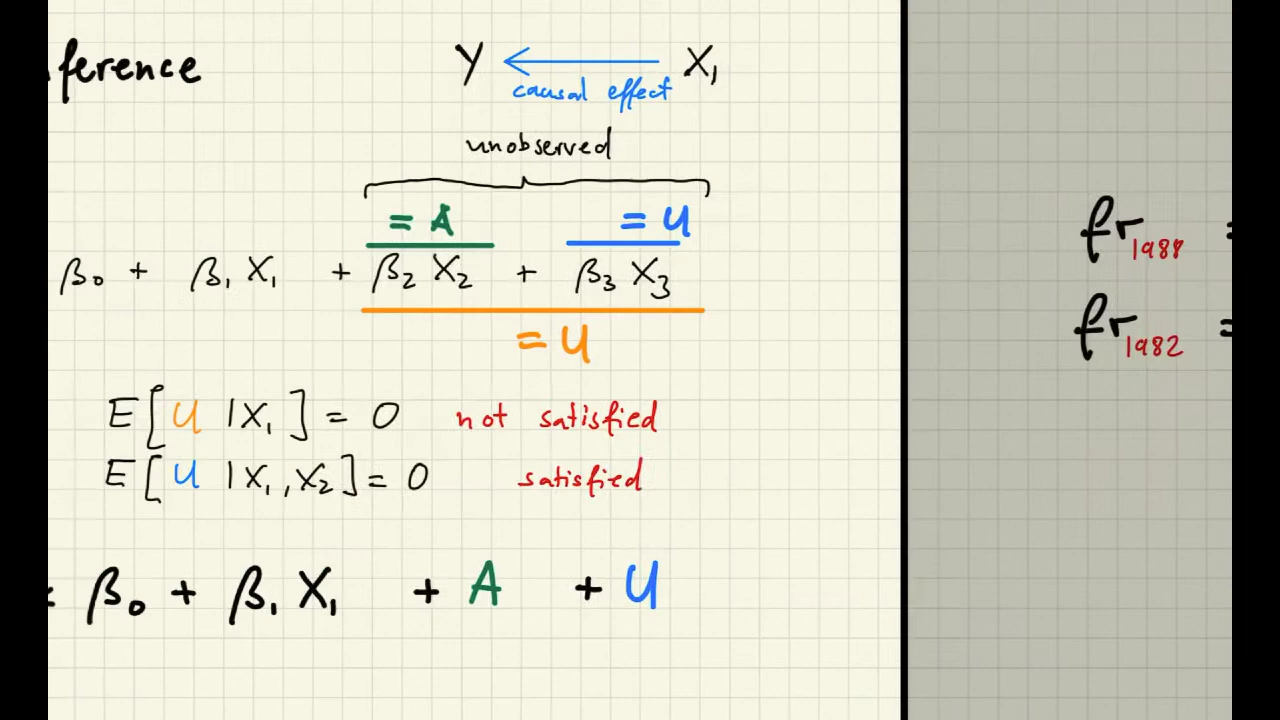 ference
Y ← X₁
causal effect
unobserved
= A = U
β₀ + β₁ X₁ + β₂ X₂ + β₃ X₃
= U
E[U | X₁] = 0 not satisfied
E[U | X₁, X₂] = 0 satisfied
= β₀ + β₁ X₁ + A + U
fr₁₉₈₈ =
fr₁₉₈₂ =